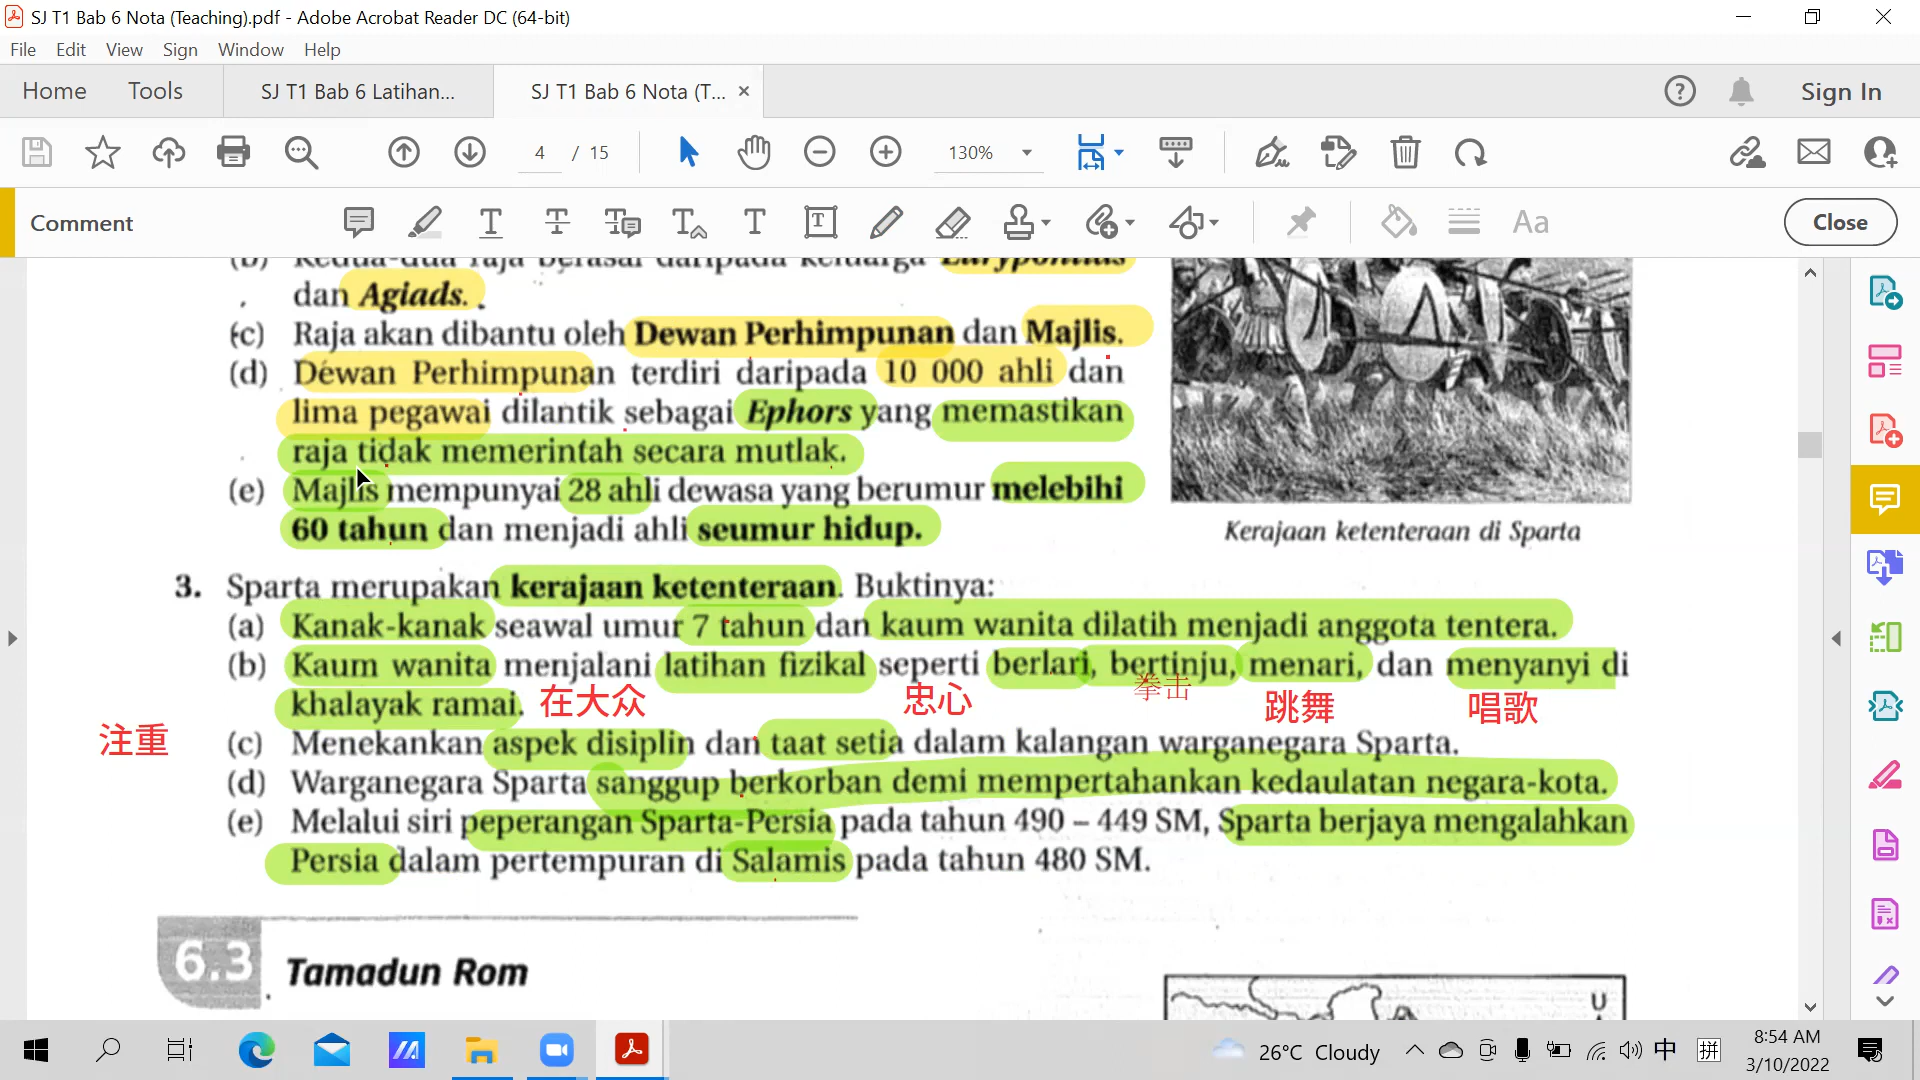 SJ T1 Bab 6 Nota (Teaching).pdf - Adobe Acrobat Reader DC (64-bit)
File Edit View Sign Window Help
Home Tools SJ T1 Bab 6 Latihan... SJ T1 Bab 6 Nota (T... × Sign In
4 / 15 130%
Comment Close
(b) Kedua-dua raja berasal daripada keluarga
dan Agiads.
(c) Raja akan dibantu oleh Dewan Perhimpunan dan Majlis.
(d) Dewan Perhimpunan terdiri daripada 10 000 ahli dan
lima pegawai dilantik sebagai Ephors yang memastikan
raja tidak memerintah secara mutlak.
(e) Majlis mempunyai 28 ahli dewasa yang berumur melebihi
60 tahun dan menjadi ahli seumur hidup.
Kerajaan ketenteraan di Sparta
3. Sparta merupakan kerajaan ketenteraan. Buktinya:
(a) Kanak-kanak seawal umur 7 tahun dan kaum wanita dilatih menjadi anggota tentera.
(b) Kaum wanita menjalani latihan fizikal seperti berlari, bertinju, menari, dan menyanyi di
khalayak ramai. 在大众 忠心 拳击 跳舞 唱歌
注重
(c) Menekankan aspek disiplin dan taat setia dalam kalangan warganegara Sparta.
(d) Warganegara Sparta sanggup berkorban demi mempertahankan kedaulatan negara-kota.
(e) Melalui siri peperangan Sparta-Persia pada tahun 490 – 449 SM, Sparta berjaya mengalahkan
Persia dalam pertempuran di Salamis pada tahun 480 SM.
6.3 Tamadun Rom
U
26°C Cloudy 中 拼 8:54 AM
3/10/2022